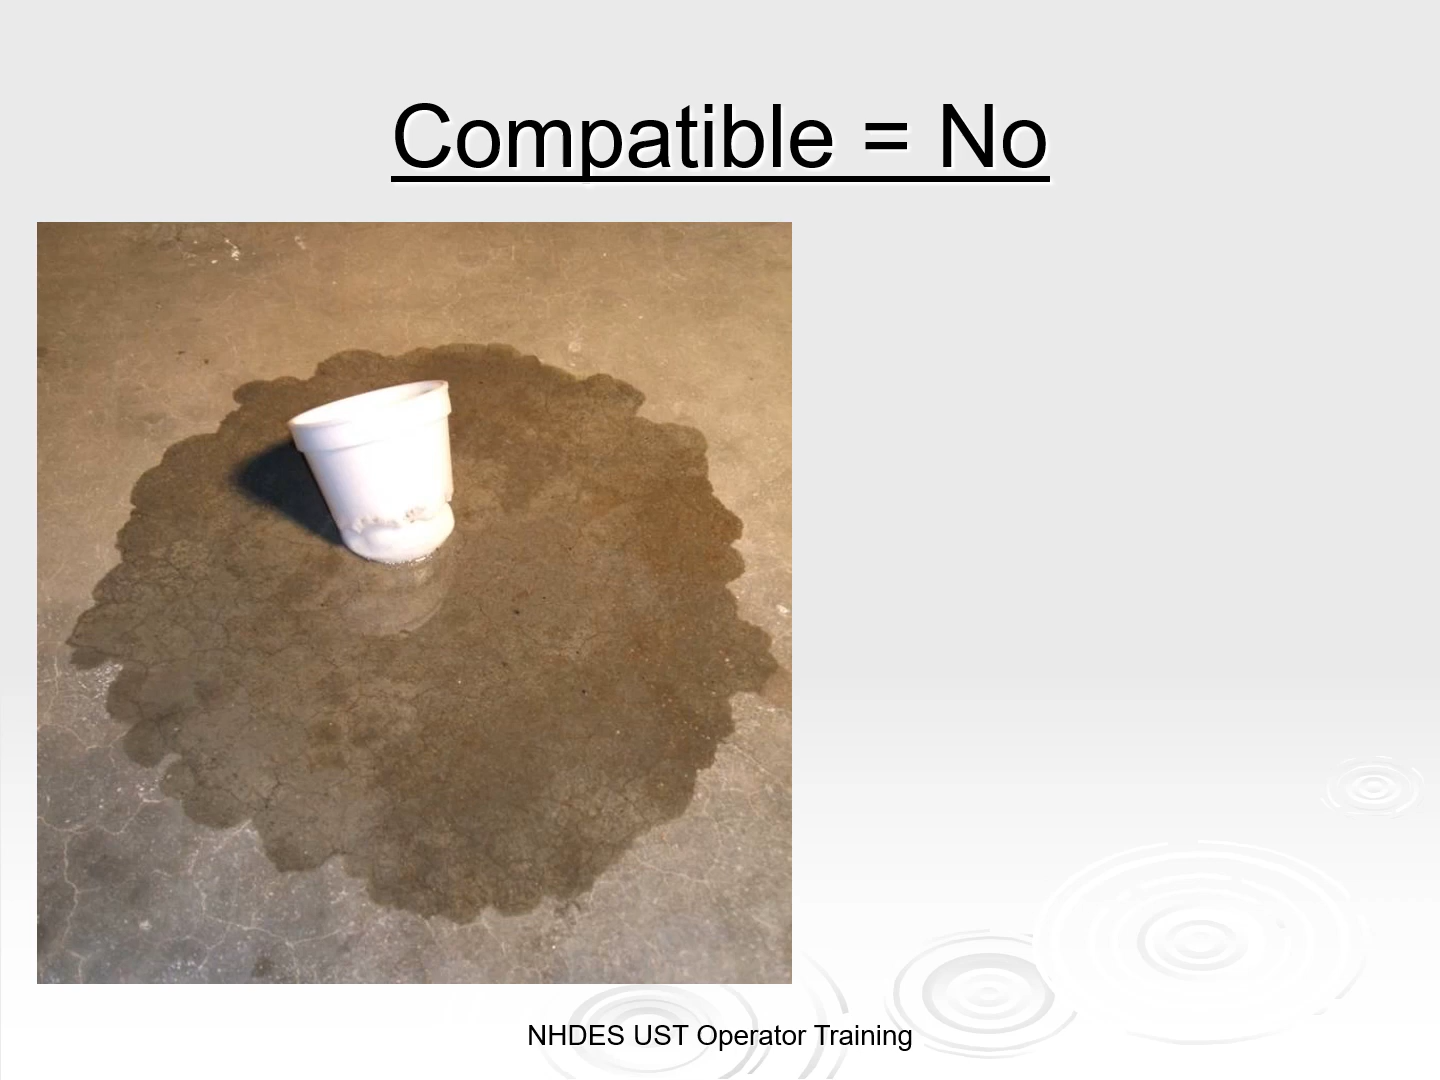 Compatible = No
NHDES UST Operator Training